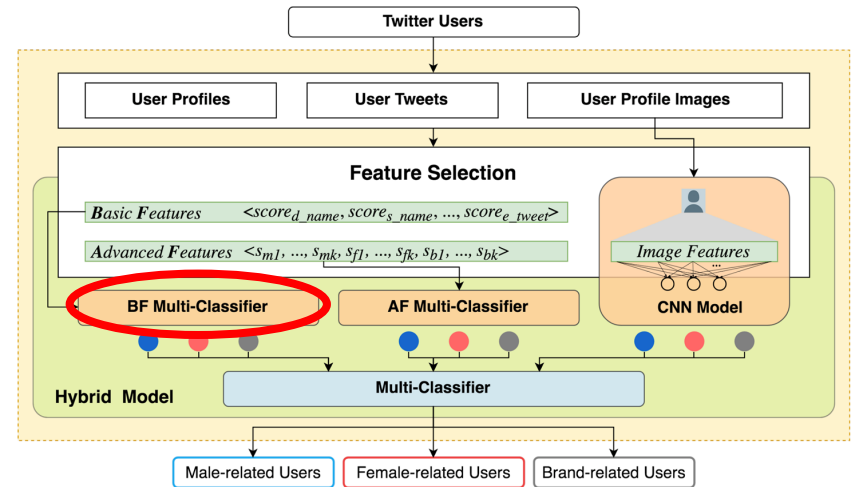 Twitter Users
User Profiles
User Tweets
User Profile Images
Feature Selection
Basic Features <score_d_name, score_s_name, ..., score_e_tweet>
Advanced Features <s_m1, ..., s_mk, s_f1, ..., s_fk, s_b1, ..., s_bk>
Image Features
...
BF Multi-Classifier
AF Multi-Classifier
CNN Model
Multi-Classifier
Hybrid Model
Male-related Users
Female-related Users
Brand-related Users